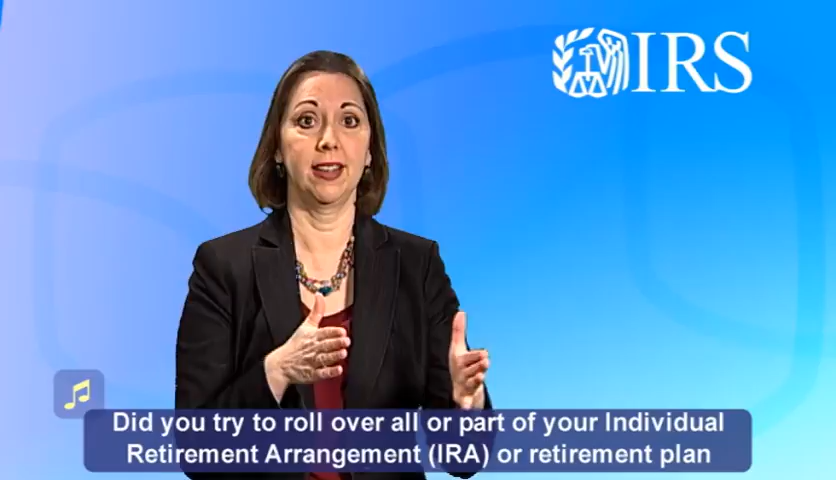 IRS
Did you try to roll over all or part of your Individual
Retirement Arrangement (IRA) or retirement plan